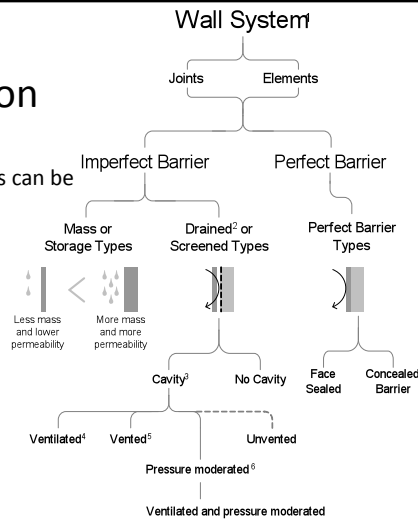 Wall System¹
Joints
Elements
on
Imperfect Barrier
Perfect Barrier
s can be
Mass or
Storage Types
Drained² or
Screened Types
Perfect Barrier
Types
Less mass
and lower
permeability
More mass
and more
permeability
Cavity³
No Cavity
Face
Sealed
Concealed
Barrier
Ventilated⁴
Vented⁵
Unvented
Pressure moderated⁶
Ventilated and pressure moderated